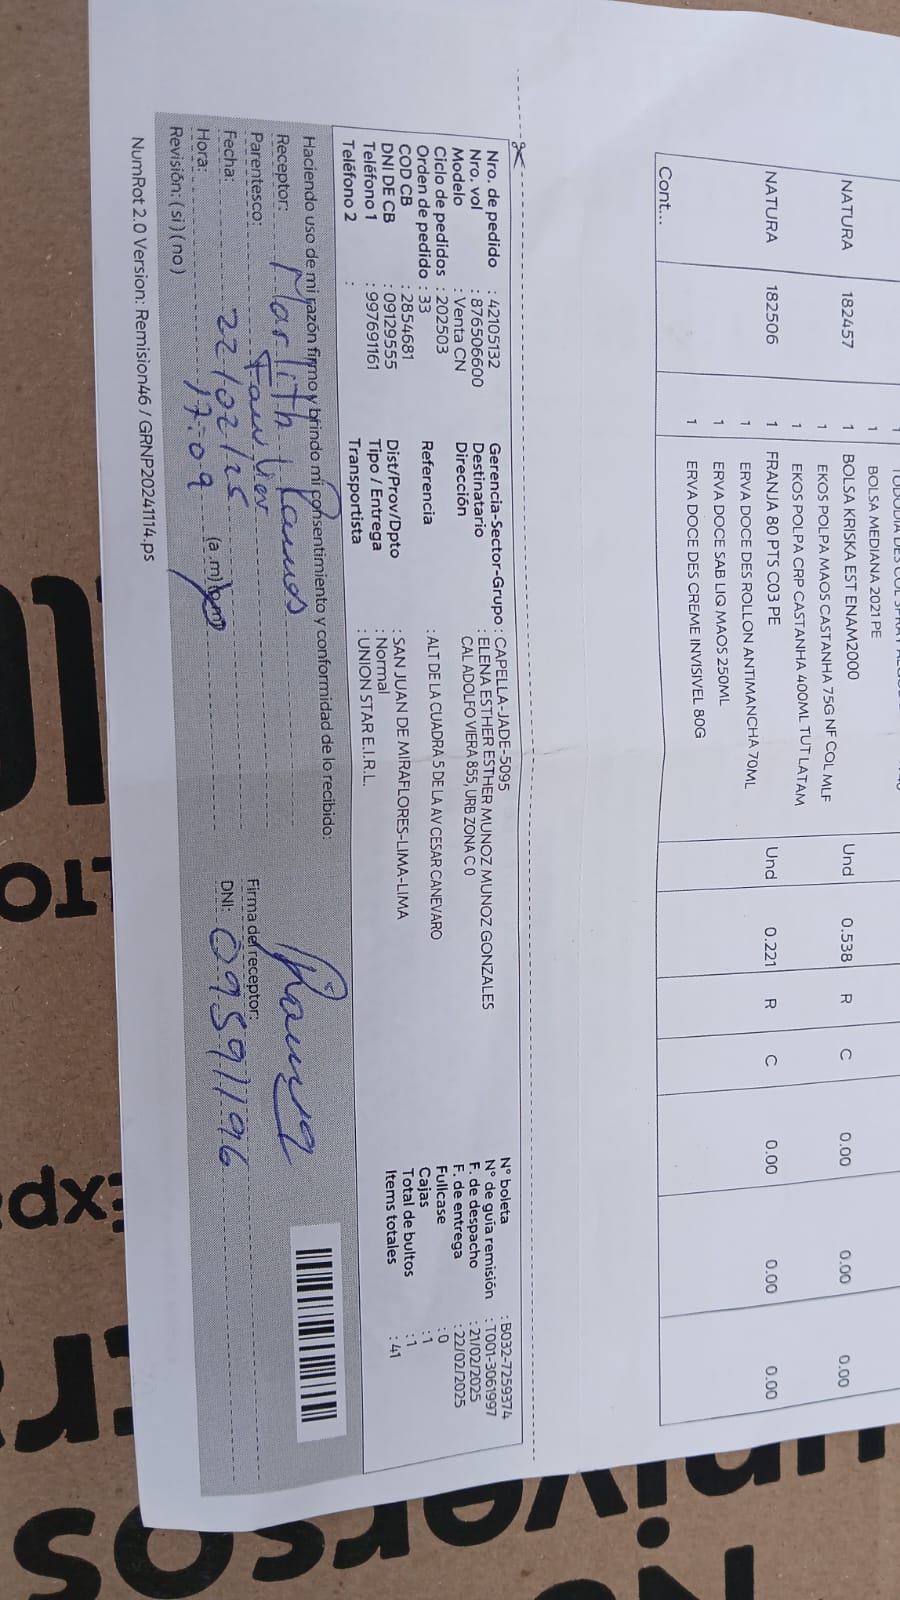 1
BOLSA MEDIANA 2021 PE
NATURA 182457 1 BOLSA KRISKA EST ENAM2000 Und 0.538 R C 0.00 0.00 0.00
1 EKOS POLPA MAOS CASTANHA 75G NF COL MLF
1 EKOS POLPA CRP CASTANHA 400ML TUT LATAM
NATURA 182506 1 FRANJA 80 PTS C03 PE Und 0.221 R C 0.00 0.00 0.00
1 ERVA DOCE DES ROLLON ANTIMANCHA 70ML
1 ERVA DOCE SAB LIQ MAOS 250ML
1 ERVA DOCE DES CREME INVISIVEL 80G
Cont...
Nro. de pedido : 42105132
Nro. vol : 876506600
Modelo : Venta CN
Ciclo de pedidos : 202503
Orden de pedido : 33
COD CB : 2854681
DNI DE CB : 09129555
Teléfono 1 : 997691161
Teléfono 2 :
Gerencia-Sector-Grupo : CAPELLA-JADE-5095
Destinatario : ELENA ESTHER ESTHER MUNOZ MUNOZ GONZALES
Dirección CAL ADOLFO VIERA 855, URB ZONA C 0
Referencia : ALT DE LA CUADRA 5 DE LA AV CESAR CANEVARO
Dist/Prov/Dpto : SAN JUAN DE MIRAFLORES-LIMA-LIMA
Tipo / Entrega : Normal
Transportista : UNION STAR E.I.R.L.
N° boleta : B032-7259374
N° de guia remisión : T001-3061997
F. de despacho : 21/02/2025
F. de entrega : 22/02/2025
Fullcase : 0
Cajas : 1
Total de bultos : 1
Items totales : 41
Haciendo uso de mi razón firmo y brindo mi consentimiento y conformidad de lo recibido:
Receptor: Marlith Ramos
Parentesco: Familiar
Fecha: 22/02/25
Hora: 17:09 (a.m) (p.m)
Revisión: (si) (no)
Firma del receptor:
DNI: 09591196
NumRot 2.0 Version: Remision46 / GRNP20241114.ps